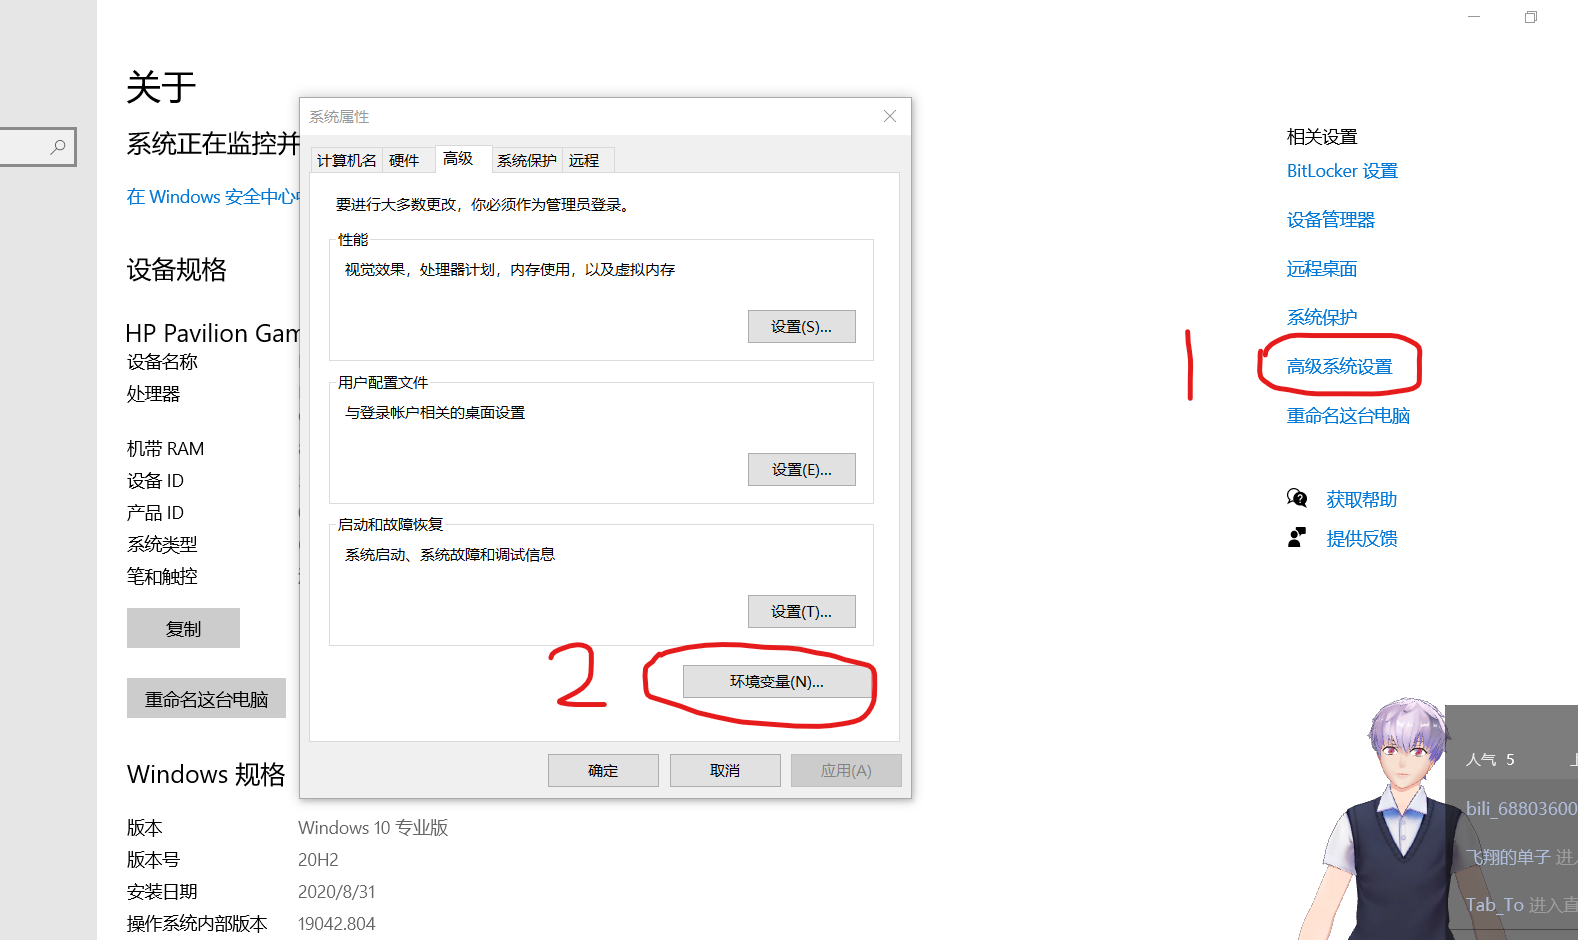 关于
系统正在监控并
在 Windows 安全中心
设备规格
HP Pavilion Gam
设备名称
处理器
机带 RAM
设备 ID
产品 ID
系统类型
笔和触控
复制
重命名这台电脑
Windows 规格
版本 Windows 10 专业版
版本号 20H2
安装日期 2020/8/31
操作系统内部版本 19042.804
系统属性
计算机名 硬件 高级 系统保护 远程
要进行大多数更改，你必须作为管理员登录。
性能
视觉效果，处理器计划，内存使用，以及虚拟内存
设置(S)...
用户配置文件
与登录帐户相关的桌面设置
设置(E)...
启动和故障恢复
系统启动、系统故障和调试信息
设置(T)...
2
环境变量(N)...
确定 取消 应用(A)
相关设置
BitLocker 设置
设备管理器
远程桌面
系统保护
1
高级系统设置
重命名这台电脑
获取帮助
提供反馈
人气 5
bili_68803600
飞翔的单子 进
Tab_To 进入直